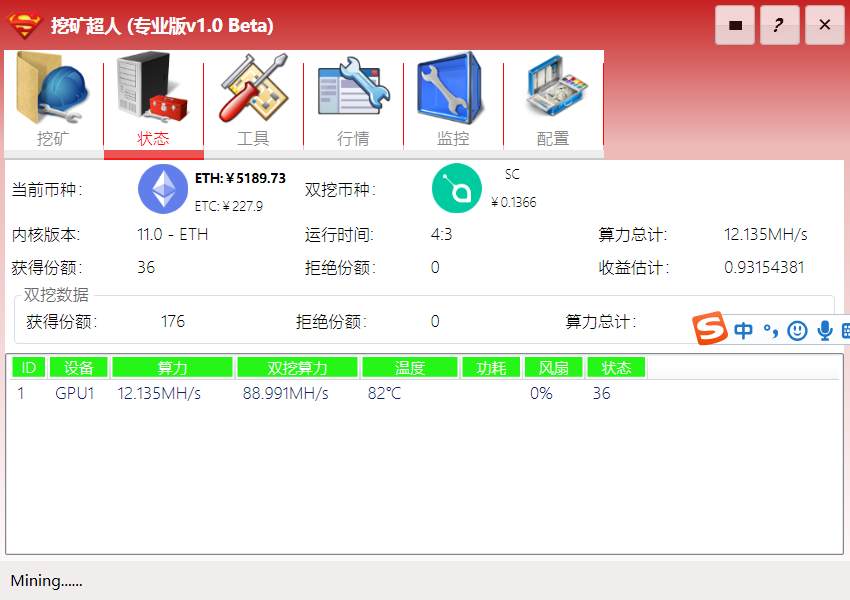 挖矿超人 (专业版v1.0 Beta)
?
挖矿 状态 工具 行情 监控 配置
当前币种: ETH:￥5189.73 双挖币种: SC
ETC:￥227.9 ￥0.1366
内核版本: 11.0 - ETH 运行时间: 4:3 算力总计: 12.135MH/s
获得份额: 36 拒绝份额: 0 收益估计: 0.93154381
双挖数据
获得份额: 176 拒绝份额: 0 算力总计:
S 中
ID 设备 算力 双挖算力 温度 功耗 风扇 状态
1 GPU1 12.135MH/s 88.991MH/s 82℃ 0% 36
Mining......